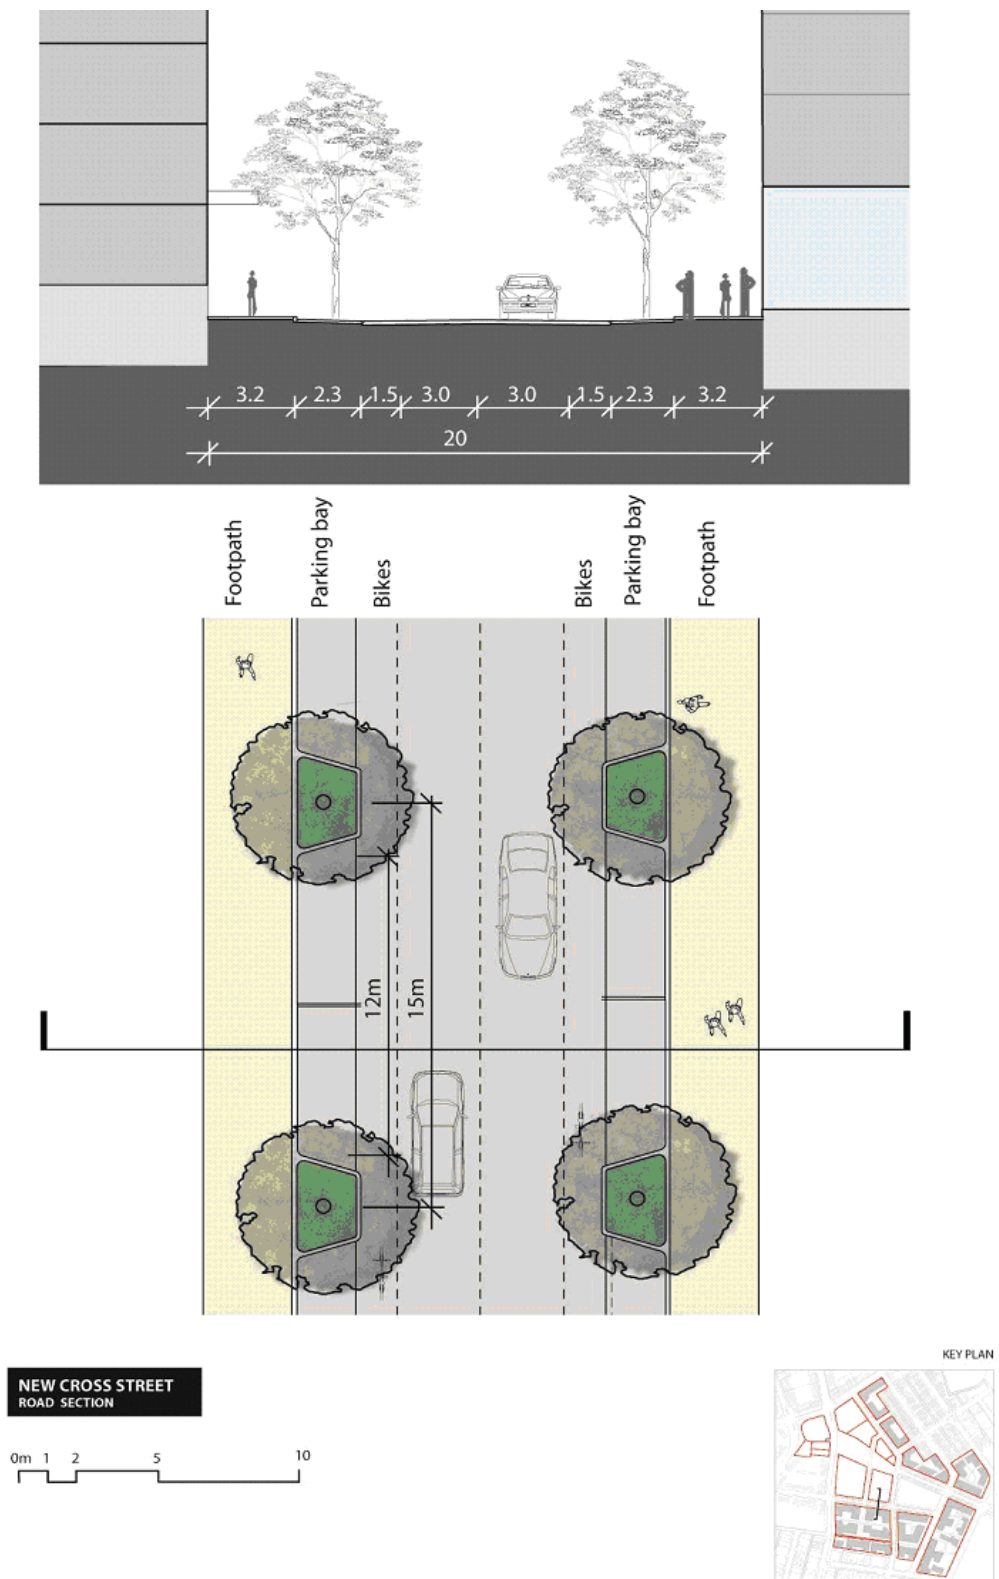 3.2 2.3 1.5 3.0 3.0 1.5 2.3 3.2
20
Footpath
Parking bay
Bikes
Bikes
Parking bay
Footpath
12m
15m
KEY PLAN
NEW CROSS STREET
ROAD SECTION
0m 1 2 5 10